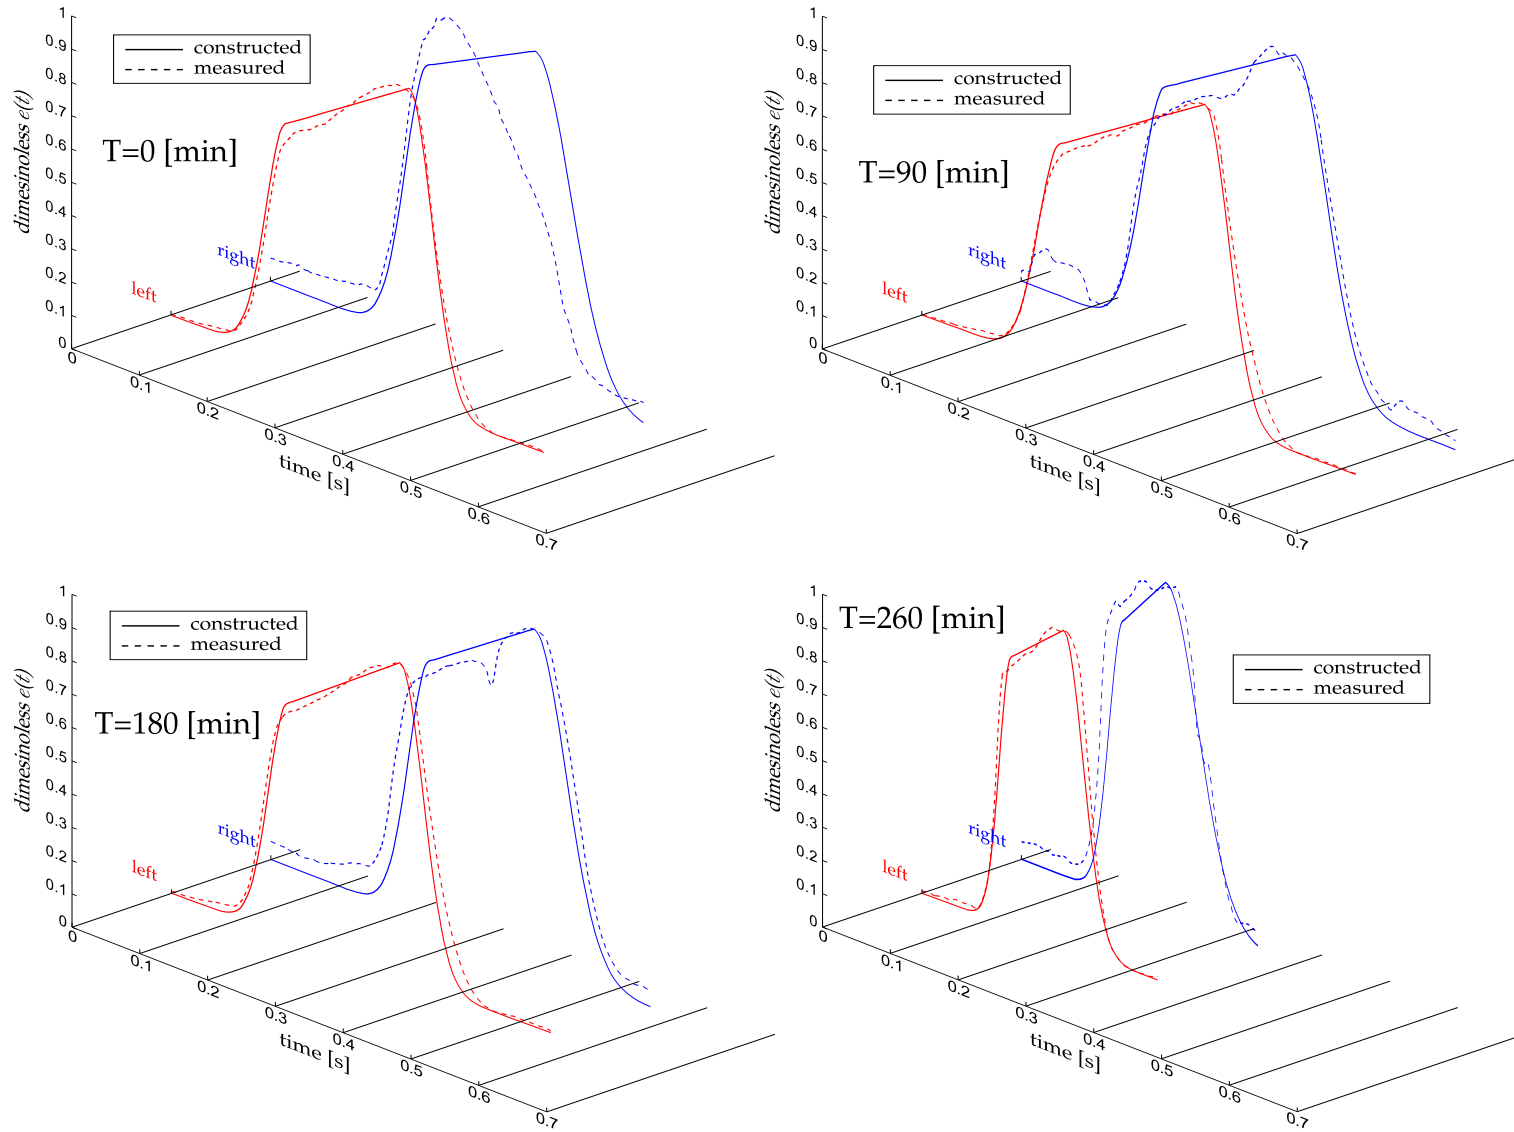 1
0.9
0.8
0.7
0.6
0.5
0.4
0.3
0.2
0.1
0
dimesinoless e(t)
constructed
measured
T=0 [min]
right
left
0
0.1
0.2
0.3
0.4
0.5
0.6
0.7
time [s]
1
0.9
0.8
0.7
0.6
0.5
0.4
0.3
0.2
0.1
0
dimesinoless e(t)
constructed
measured
T=90 [min]
right
left
0
0.1
0.2
0.3
0.4
0.5
0.6
0.7
time [s]
1
0.9
0.8
0.7
0.6
0.5
0.4
0.3
0.2
0.1
0
dimesinoless e(t)
constructed
measured
T=180 [min]
right
left
0
0.1
0.2
0.3
0.4
0.5
0.6
0.7
time [s]
1
0.9
0.8
0.7
0.6
0.5
0.4
0.3
0.2
0.1
0
dimesinoless e(t)
T=260 [min]
constructed
measured
right
left
0
0.1
0.2
0.3
0.4
0.5
0.6
0.7
time [s]